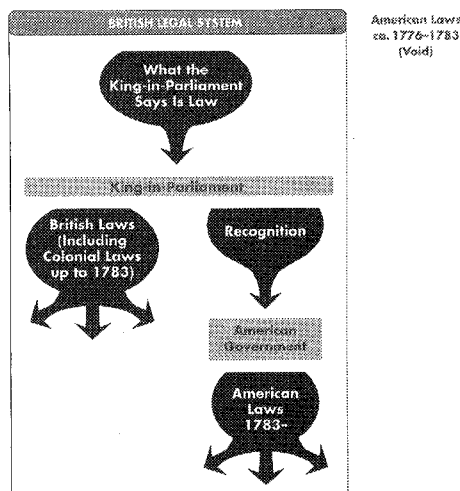 BRITISH LEGAL SYSTEM
American Laws
ca. 1776–1783
(Void)
What the
King-in-Parliament
Says Is Law
King-in-Parliament
British Laws
(Including
Colonial Laws
up to 1783)
Recognition
American
Government
American
Laws
1783–